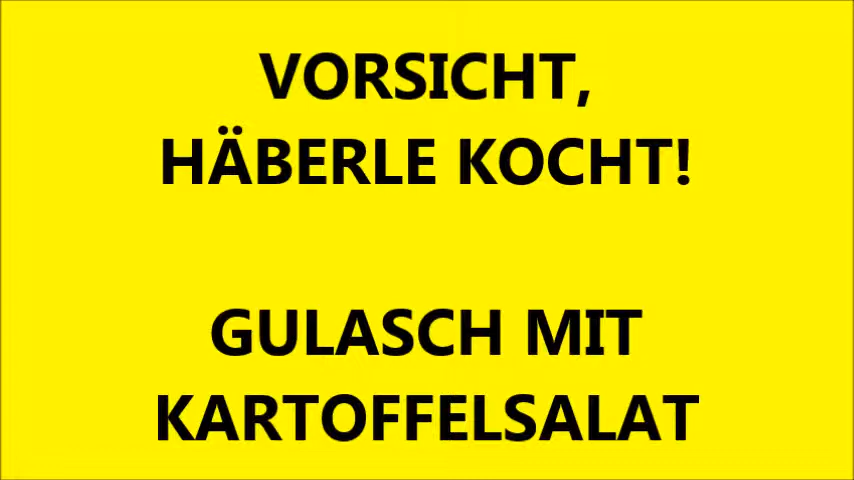 VORSICHT,
HÄBERLE KOCHT!
GULASCH MIT
KARTOFFELSALAT